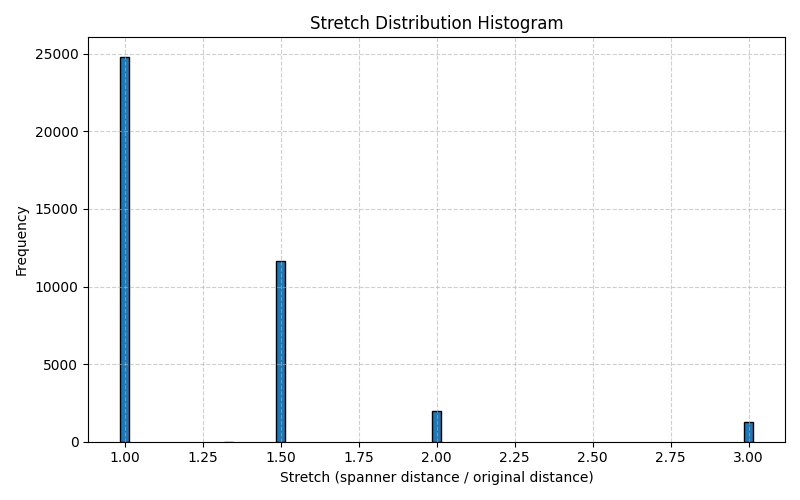 Stretch Distribution Histogram
25000
20000
15000
10000
5000
0
Frequency
1.00 1.25 1.50 1.75 2.00 2.25 2.50 2.75 3.00
Stretch (spanner distance / original distance)